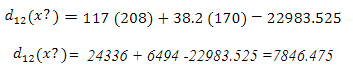 d₁₂(x?) = 117 (208) + 38.2 (170) − 22983.525
d₁₂(x?)= 24336 + 6494 -22983.525 =7846.475